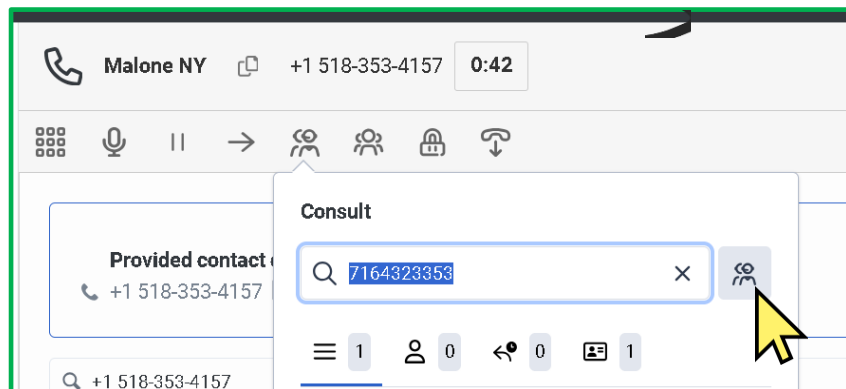 Malone NY +1 518-353-4157 0:42
Consult
Provided contact
+1 518-353-4157
7164323353
1 0 0 1
+1 518-353-4157